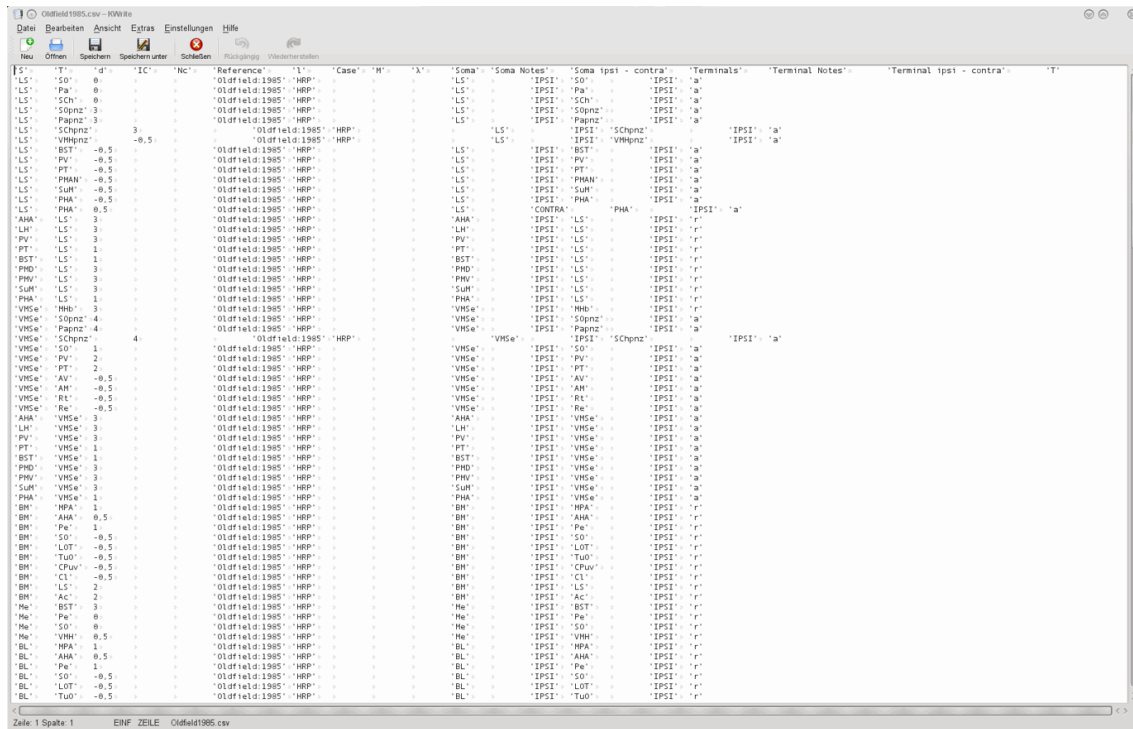 Oldfield1985.csv – KWrite
Datei Bearbeiten Ansicht Extras Einstellungen Hilfe
Neu Öffnen Speichern Speichern unter Schließen Rückgängig Wiederherstellen
'S' 'T' 'd' 'IC' 'Nc' 'Reference' 'l' 'Case' 'M' 'λ' 'Soma' 'Soma Notes' 'Soma ipsi - contra' 'Terminals' 'Terminal Notes' 'Terminal ipsi - contra' 'T'
'LS' 'SO' 0 'Oldfield:1985' 'HRP' 'LS' 'IPSI' 'SO' 'IPSI' 'a'
'LS' 'Pa' 0 'Oldfield:1985' 'HRP' 'LS' 'IPSI' 'Pa' 'IPSI' 'a'
'LS' 'SCh' 0 'Oldfield:1985' 'HRP' 'LS' 'IPSI' 'SCh' 'IPSI' 'a'
'LS' 'SOpnz' 3 'Oldfield:1985' 'HRP' 'LS' 'IPSI' 'SOpnz' 'IPSI' 'a'
'LS' 'Papnz' 3 'Oldfield:1985' 'HRP' 'LS' 'IPSI' 'Papnz' 'IPSI' 'a'
'LS' 'SChpnz' 3 'Oldfield:1985' 'HRP' 'LS' 'IPSI' 'SChpnz' 'IPSI' 'a'
'LS' 'VMHpnz' -0,5 'Oldfield:1985' 'HRP' 'LS' 'IPSI' 'VMHpnz' 'IPSI' 'a'
'LS' 'BST' -0,5 'Oldfield:1985' 'HRP' 'LS' 'IPSI' 'BST' 'IPSI' 'a'
'LS' 'PV' -0,5 'Oldfield:1985' 'HRP' 'LS' 'IPSI' 'PV' 'IPSI' 'a'
'LS' 'PT' -0,5 'Oldfield:1985' 'HRP' 'LS' 'IPSI' 'PT' 'IPSI' 'a'
'LS' 'PMAN' -0,5 'Oldfield:1985' 'HRP' 'LS' 'IPSI' 'PMAN' 'IPSI' 'a'
'LS' 'SuM' -0,5 'Oldfield:1985' 'HRP' 'LS' 'IPSI' 'SuM' 'IPSI' 'a'
'LS' 'PHA' -0,5 'Oldfield:1985' 'HRP' 'LS' 'IPSI' 'PHA' 'IPSI' 'a'
'LS' 'PHA' 0,5 'Oldfield:1985' 'HRP' 'LS' 'CONTRA' 'PHA' 'IPSI' 'a'
'AHA' 'LS' 3 'Oldfield:1985' 'HRP' 'AHA' 'IPSI' 'LS' 'IPSI' 'r'
'LH' 'LS' 3 'Oldfield:1985' 'HRP' 'LH' 'IPSI' 'LS' 'IPSI' 'r'
'PV' 'LS' 3 'Oldfield:1985' 'HRP' 'PV' 'IPSI' 'LS' 'IPSI' 'r'
'PT' 'LS' 1 'Oldfield:1985' 'HRP' 'PT' 'IPSI' 'LS' 'IPSI' 'r'
'BST' 'LS' 1 'Oldfield:1985' 'HRP' 'BST' 'IPSI' 'LS' 'IPSI' 'r'
'PMD' 'LS' 3 'Oldfield:1985' 'HRP' 'PMD' 'IPSI' 'LS' 'IPSI' 'r'
'PMV' 'LS' 3 'Oldfield:1985' 'HRP' 'PMV' 'IPSI' 'LS' 'IPSI' 'r'
'SuM' 'LS' 3 'Oldfield:1985' 'HRP' 'SuM' 'IPSI' 'LS' 'IPSI' 'r'
'PHA' 'LS' 1 'Oldfield:1985' 'HRP' 'PHA' 'IPSI' 'LS' 'IPSI' 'r'
'VMSe' 'MHb' 3 'Oldfield:1985' 'HRP' 'VMSe' 'IPSI' 'MHb' 'IPSI' 'r'
'VMSe' 'SOpnz' 4 'Oldfield:1985' 'HRP' 'VMSe' 'IPSI' 'SOpnz' 'IPSI' 'a'
'VMSe' 'Papnz' 4 'Oldfield:1985' 'HRP' 'VMSe' 'IPSI' 'Papnz' 'IPSI' 'a'
'VMSe' 'SChpnz' 4 'Oldfield:1985' 'HRP' 'VMSe' 'IPSI' 'SChpnz' 'IPSI' 'a'
'VMSe' 'SO' 1 'Oldfield:1985' 'HRP' 'VMSe' 'IPSI' 'SO' 'IPSI' 'a'
'VMSe' 'PV' 2 'Oldfield:1985' 'HRP' 'VMSe' 'IPSI' 'PV' 'IPSI' 'a'
'VMSe' 'PT' 2 'Oldfield:1985' 'HRP' 'VMSe' 'IPSI' 'PT' 'IPSI' 'a'
'VMSe' 'AV' -0,5 'Oldfield:1985' 'HRP' 'VMSe' 'IPSI' 'AV' 'IPSI' 'a'
'VMSe' 'AM' -0,5 'Oldfield:1985' 'HRP' 'VMSe' 'IPSI' 'AM' 'IPSI' 'a'
'VMSe' 'Rt' -0,5 'Oldfield:1985' 'HRP' 'VMSe' 'IPSI' 'Rt' 'IPSI' 'a'
'VMSe' 'Re' -0,5 'Oldfield:1985' 'HRP' 'VMSe' 'IPSI' 'Re' 'IPSI' 'a'
'AHA' 'VMSe' 3 'Oldfield:1985' 'HRP' 'AHA' 'IPSI' 'VMSe' 'IPSI' 'a'
'LH' 'VMSe' 3 'Oldfield:1985' 'HRP' 'LH' 'IPSI' 'VMSe' 'IPSI' 'a'
'PV' 'VMSe' 3 'Oldfield:1985' 'HRP' 'PV' 'IPSI' 'VMSe' 'IPSI' 'a'
'PT' 'VMSe' 1 'Oldfield:1985' 'HRP' 'PT' 'IPSI' 'VMSe' 'IPSI' 'a'
'BST' 'VMSe' 1 'Oldfield:1985' 'HRP' 'BST' 'IPSI' 'VMSe' 'IPSI' 'a'
'PMD' 'VMSe' 3 'Oldfield:1985' 'HRP' 'PMD' 'IPSI' 'VMSe' 'IPSI' 'a'
'PMV' 'VMSe' 3 'Oldfield:1985' 'HRP' 'PMV' 'IPSI' 'VMSe' 'IPSI' 'a'
'SuM' 'VMSe' 3 'Oldfield:1985' 'HRP' 'SuM' 'IPSI' 'VMSe' 'IPSI' 'a'
'PHA' 'VMSe' 1 'Oldfield:1985' 'HRP' 'PHA' 'IPSI' 'VMSe' 'IPSI' 'a'
'BM' 'MPA' 1 'Oldfield:1985' 'HRP' 'BM' 'IPSI' 'MPA' 'IPSI' 'r'
'BM' 'AHA' 0,5 'Oldfield:1985' 'HRP' 'BM' 'IPSI' 'AHA' 'IPSI' 'r'
'BM' 'Pe' 1 'Oldfield:1985' 'HRP' 'BM' 'IPSI' 'Pe' 'IPSI' 'r'
'BM' 'SO' -0,5 'Oldfield:1985' 'HRP' 'BM' 'IPSI' 'SO' 'IPSI' 'r'
'BM' 'LOT' -0,5 'Oldfield:1985' 'HRP' 'BM' 'IPSI' 'LOT' 'IPSI' 'r'
'BM' 'TuO' -0,5 'Oldfield:1985' 'HRP' 'BM' 'IPSI' 'TuO' 'IPSI' 'r'
'BM' 'CPuv' -0,5 'Oldfield:1985' 'HRP' 'BM' 'IPSI' 'CPuv' 'IPSI' 'r'
'BM' 'Cl' -0,5 'Oldfield:1985' 'HRP' 'BM' 'IPSI' 'Cl' 'IPSI' 'r'
'BM' 'LS' 2 'Oldfield:1985' 'HRP' 'BM' 'IPSI' 'LS' 'IPSI' 'r'
'BM' 'Ac' 2 'Oldfield:1985' 'HRP' 'BM' 'IPSI' 'Ac' 'IPSI' 'r'
'Me' 'BST' 3 'Oldfield:1985' 'HRP' 'Me' 'IPSI' 'BST' 'IPSI' 'r'
'Me' 'Pe' 0 'Oldfield:1985' 'HRP' 'Me' 'IPSI' 'Pe' 'IPSI' 'r'
'Me' 'SO' 0 'Oldfield:1985' 'HRP' 'Me' 'IPSI' 'SO' 'IPSI' 'r'
'Me' 'VMH' 0,5 'Oldfield:1985' 'HRP' 'Me' 'IPSI' 'VMH' 'IPSI' 'r'
'BL' 'MPA' 1 'Oldfield:1985' 'HRP' 'BL' 'IPSI' 'MPA' 'IPSI' 'r'
'BL' 'AHA' 0,5 'Oldfield:1985' 'HRP' 'BL' 'IPSI' 'AHA' 'IPSI' 'r'
'BL' 'Pe' 1 'Oldfield:1985' 'HRP' 'BL' 'IPSI' 'Pe' 'IPSI' 'r'
'BL' 'SO' -0,5 'Oldfield:1985' 'HRP' 'BL' 'IPSI' 'SO' 'IPSI' 'r'
'BL' 'LOT' -0,5 'Oldfield:1985' 'HRP' 'BL' 'IPSI' 'LOT' 'IPSI' 'r'
'BL' 'TuO' -0,5 'Oldfield:1985' 'HRP' 'BL' 'IPSI' 'TuO' 'IPSI' 'r'
Zeile: 1 Spalte: 1 EINF ZEILE Oldfield1985.csv